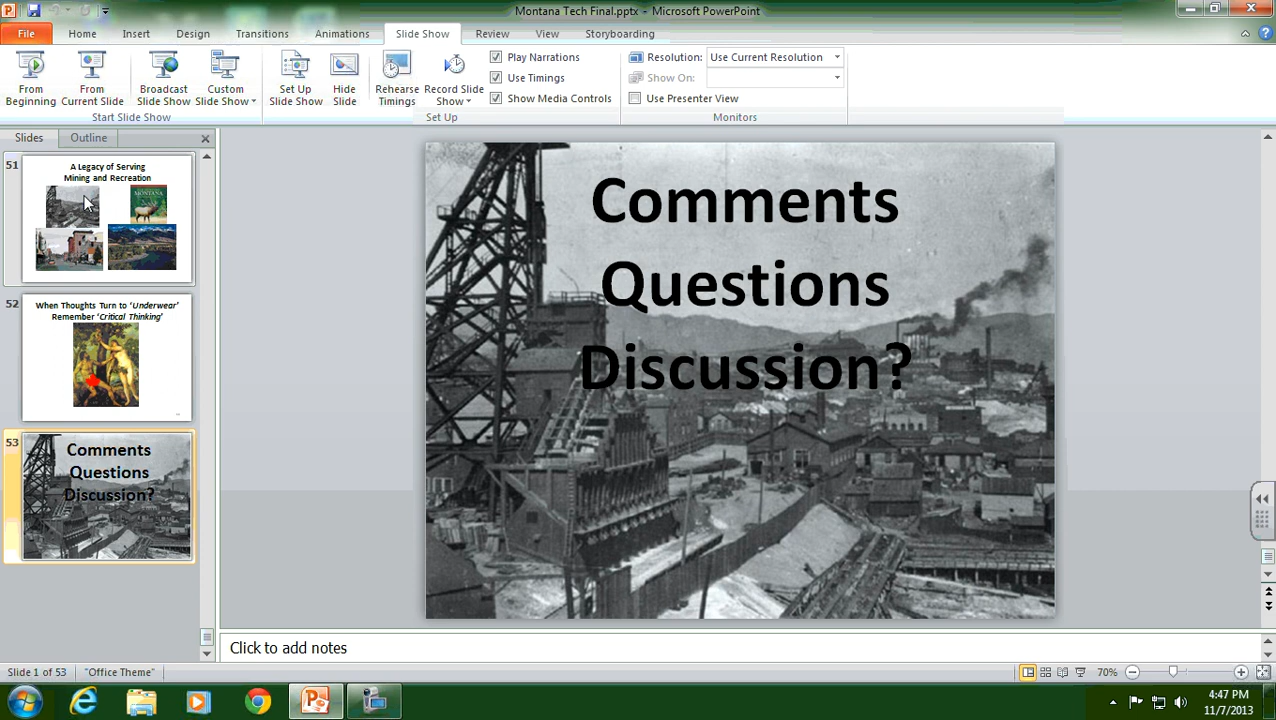 Montana Tech Final.pptx - Microsoft PowerPoint
File Home Insert Design Transitions Animations Slide Show Review View Storyboarding
From Beginning
From Current Slide
Broadcast Slide Show
Custom Slide Show
Set Up Slide Show
Hide Slide
Rehearse Timings
Record Slide Show
Play Narrations
Use Timings
Show Media Controls
Resolution: Use Current Resolution
Show On:
Use Presenter View
Start Slide Show Set Up Monitors
Slides Outline
51
A Legacy of Serving
Mining and Recreation
MONTANA
52
When Thoughts Turn to 'Underwear'
Remember 'Critical Thinking'
53
Comments
Questions
Discussion?
Comments
Questions
Discussion?
Click to add notes
Slide 1 of 53 "Office Theme" 70%
4:47 PM
11/7/2013